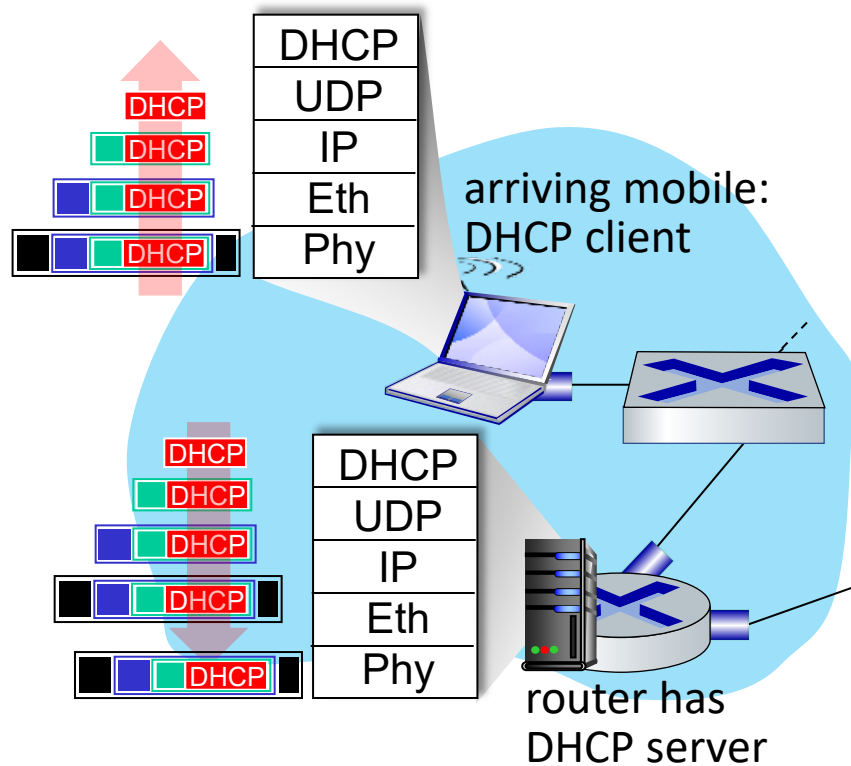 DHCP
UDP
IP
Eth
Phy
DHCP
DHCP
DHCP
DHCP
arriving mobile:
DHCP client
DHCP
UDP
IP
Eth
Phy
DHCP
DHCP
DHCP
DHCP
DHCP
router has
DHCP server